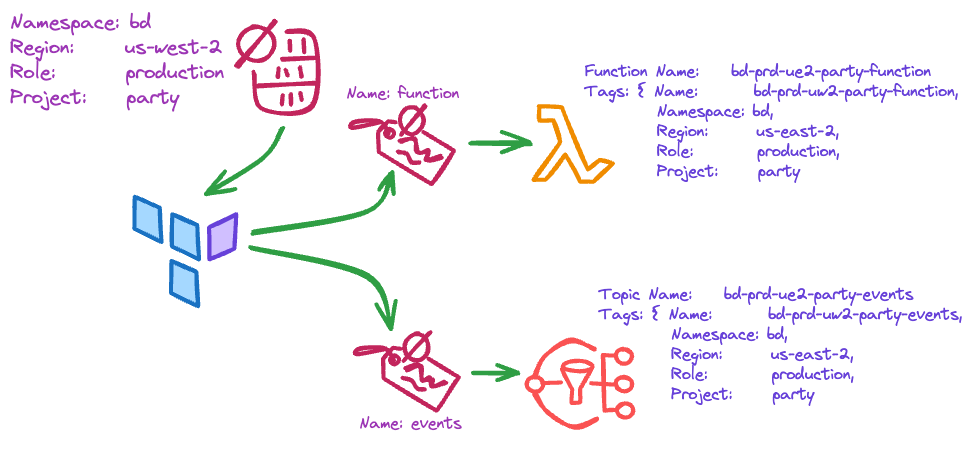 Namespace: bd
Region: us-west-2
Role: production
Project: party
Name: function
Function Name: bd-prd-ue2-party-function
Tags: { Name: bd-prd-uw2-party-function,
Namespace: bd,
Region: us-east-2,
Role: production,
Project: party
Topic Name: bd-prd-ue2-party-events
Tags: { Name: bd-prd-uw2-party-events,
Namespace: bd,
Region: us-east-2,
Role: production,
Project: party
Name: events